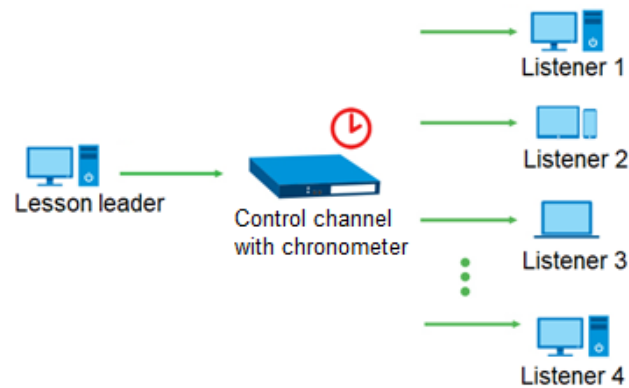 Listener 1
Listener 2
Lesson leader
Control channel
with chronometer
Listener 3
Listener 4